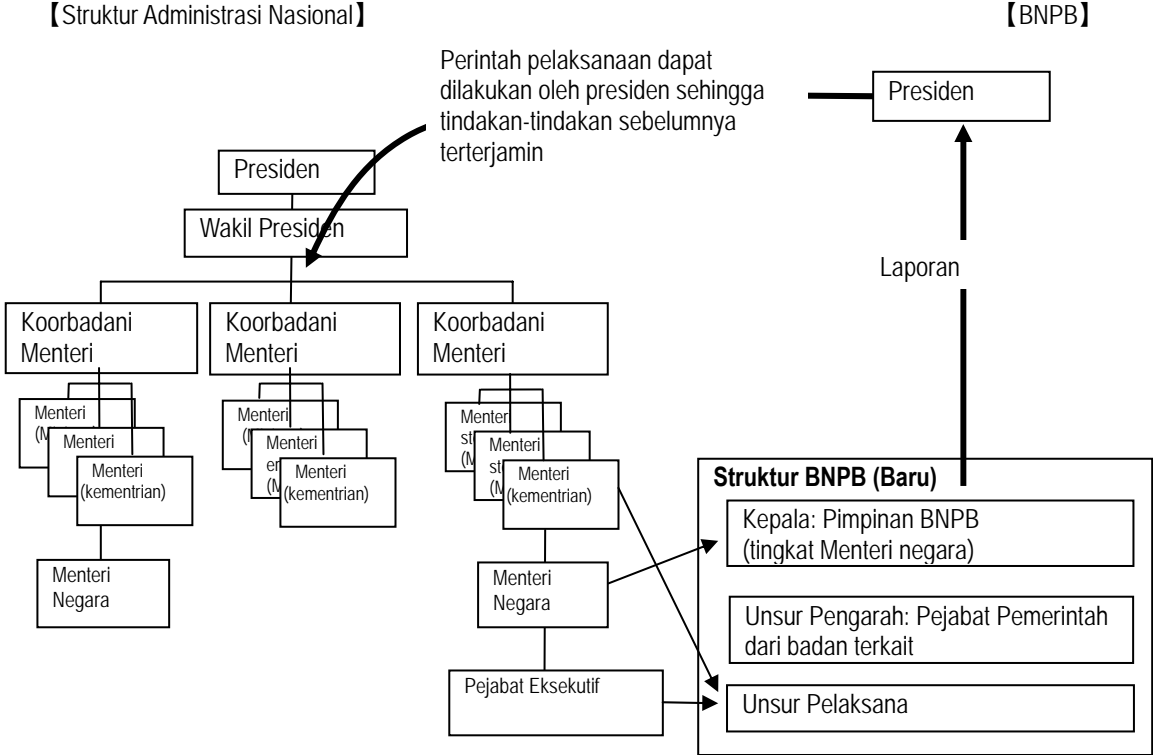 【Struktur Administrasi Nasional】
【BNPB】
Perintah pelaksanaan dapat
dilakukan oleh presiden sehingga
tindakan-tindakan sebelumnya
terterjamin
Presiden
Presiden
Wakil Presiden
Laporan
Koorbadani
Menteri
Koorbadani
Menteri
Koorbadani
Menteri
Menteri
Menteri
Menteri
(kementrian)
Menteri
Menteri
Menteri
(kementrian)
Menteri
Menteri
Menteri
(kementrian)
Menteri
Negara
Menteri
Negara
Pejabat Eksekutif
Struktur BNPB (Baru)
Kepala: Pimpinan BNPB
(tingkat Menteri negara)
Unsur Pengarah: Pejabat Pemerintah
dari badan terkait
Unsur Pelaksana